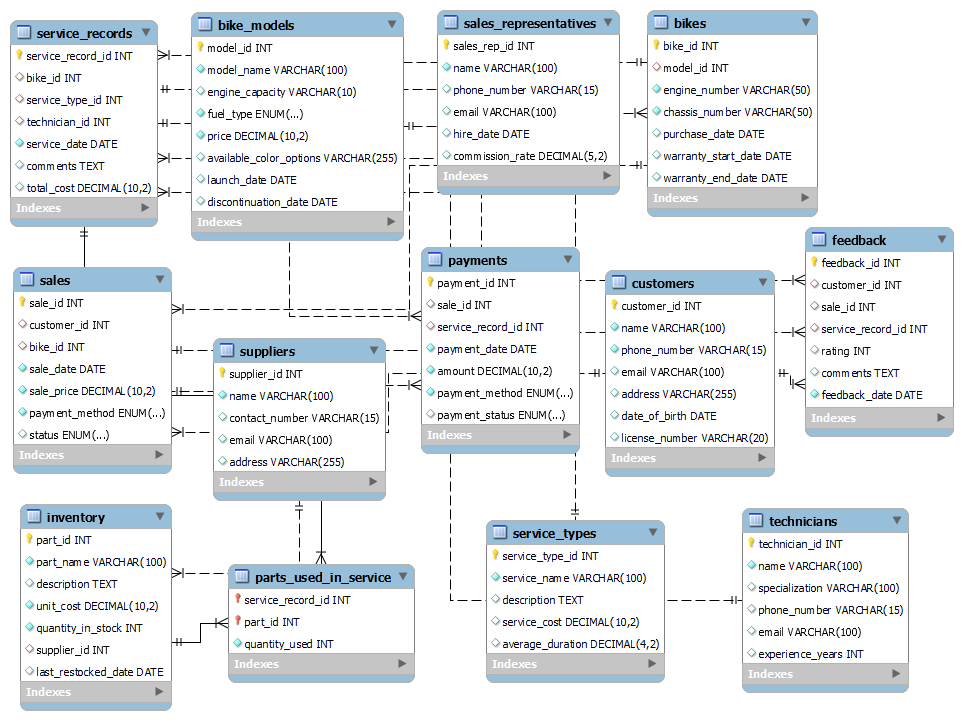 service_records
service_record_id INT
bike_id INT
service_type_id INT
technician_id INT
service_date DATE
comments TEXT
total_cost DECIMAL(10,2)
Indexes
bike_models
model_id INT
model_name VARCHAR(100)
engine_capacity VARCHAR(10)
fuel_type ENUM(...)
price DECIMAL(10,2)
available_color_options VARCHAR(255)
launch_date DATE
discontinuation_date DATE
Indexes
sales_representatives
sales_rep_id INT
name VARCHAR(100)
phone_number VARCHAR(15)
email VARCHAR(100)
hire_date DATE
commission_rate DECIMAL(5,2)
Indexes
bikes
bike_id INT
model_id INT
engine_number VARCHAR(50)
chassis_number VARCHAR(50)
purchase_date DATE
warranty_start_date DATE
warranty_end_date DATE
Indexes
sales
sale_id INT
customer_id INT
bike_id INT
sale_date DATE
sale_price DECIMAL(10,2)
payment_method ENUM(...)
status ENUM(...)
Indexes
suppliers
supplier_id INT
name VARCHAR(100)
contact_number VARCHAR(15)
email VARCHAR(100)
address VARCHAR(255)
Indexes
payments
payment_id INT
sale_id INT
service_record_id INT
payment_date DATE
amount DECIMAL(10,2)
payment_method ENUM(...)
payment_status ENUM(...)
Indexes
customers
customer_id INT
name VARCHAR(100)
phone_number VARCHAR(15)
email VARCHAR(100)
address VARCHAR(255)
date_of_birth DATE
license_number VARCHAR(20)
Indexes
feedback
feedback_id INT
customer_id INT
sale_id INT
service_record_id INT
rating INT
comments TEXT
feedback_date DATE
Indexes
inventory
part_id INT
part_name VARCHAR(100)
description TEXT
unit_cost DECIMAL(10,2)
quantity_in_stock INT
supplier_id INT
last_restocked_date DATE
Indexes
parts_used_in_service
service_record_id INT
part_id INT
quantity_used INT
Indexes
service_types
service_type_id INT
service_name VARCHAR(100)
description TEXT
service_cost DECIMAL(10,2)
average_duration DECIMAL(4,2)
Indexes
technicians
technician_id INT
name VARCHAR(100)
specialization VARCHAR(100)
phone_number VARCHAR(15)
email VARCHAR(100)
experience_years INT
Indexes